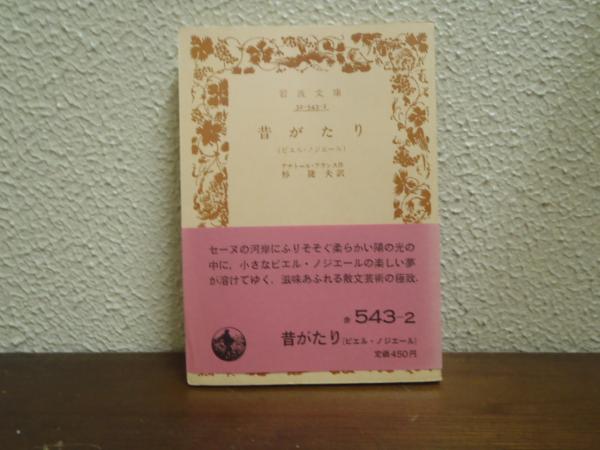 岩波文庫
32-543-2
昔がたり
(ピエル・ノジエール)
アナトール・フランス作
杉 捷夫訳
セーヌの河岸にふりそそぐ柔らかい陽の光の
中に,小さなピエル・ノジエールの楽しい夢
が溶けてゆく.滋味あふれる散文芸術の極致.
赤 543-2
昔がたり(ピエル・ノジエール)
定価450円